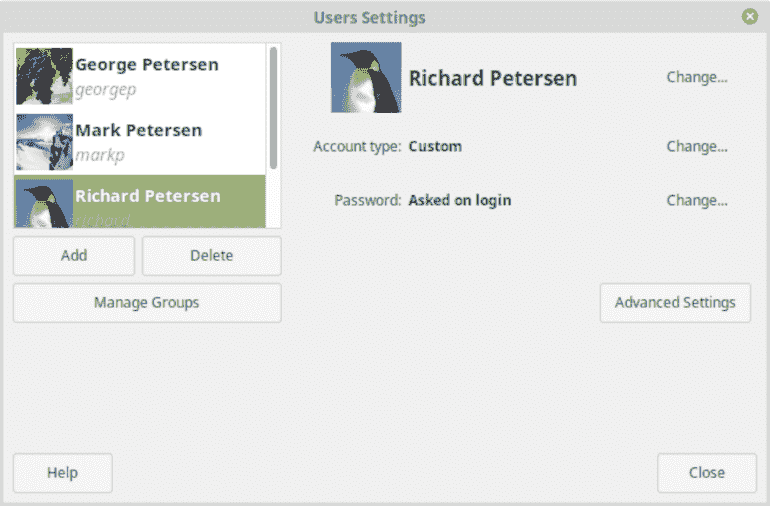 Users Settings
George Petersen
georgep
Mark Petersen
markp
Richard Petersen
richard
Add
Delete
Manage Groups
Richard Petersen
Change...
Account type: Custom
Change...
Password: Asked on login
Change...
Advanced Settings
Help
Close